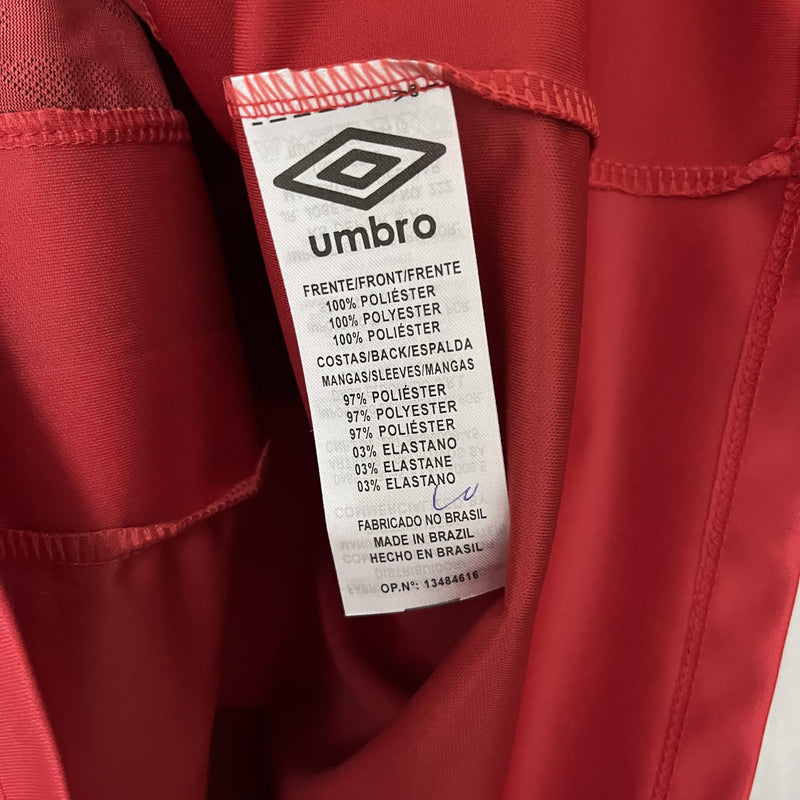 umbro
FRENTE/FRONT/FRENTE
100% POLIÉSTER
100% POLYESTER
100% POLIÉSTER
COSTAS/BACK/ESPALDA
MANGAS/SLEEVES/MANGAS
97% POLIÉSTER
97% POLYESTER
97% POLIÉSTER
03% ELASTANO
03% ELASTANE
03% ELASTANO
FABRICADO NO BRASIL
MADE IN BRAZIL
HECHO EN BRASIL
OP.Nº: 13484616